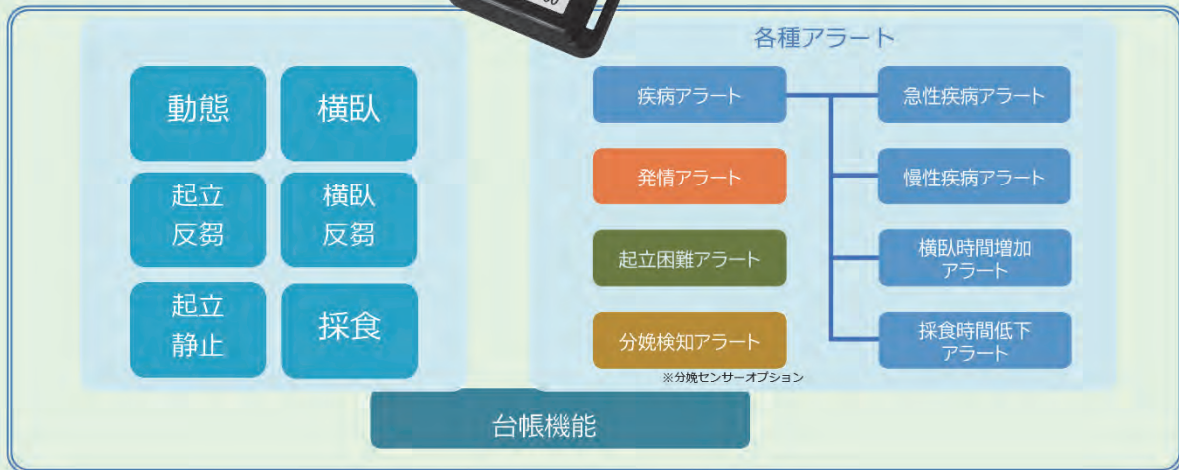 動態
横臥
起立
反芻
横臥
反芻
起立
静止
採食
各種アラート
疾病アラート
発情アラート
起立困難アラート
分娩検知アラート
※分娩センサーオプション
急性疾病アラート
慢性疾病アラート
横臥時間増加
アラート
採食時間低下
アラート
台帳機能